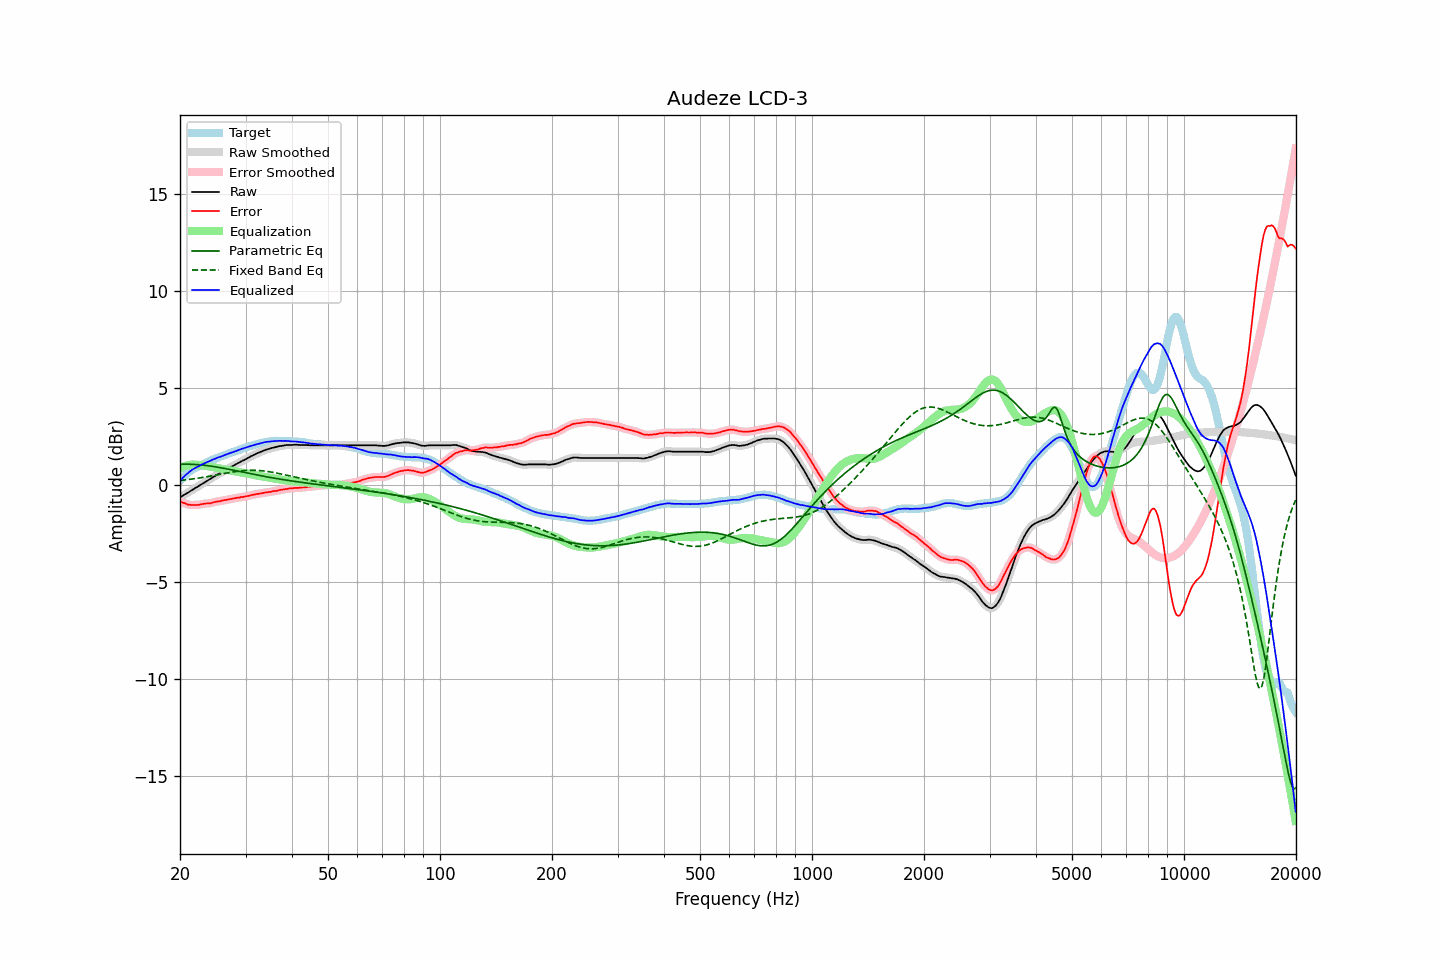 Audeze LCD-3
Target
Raw Smoothed
Error Smoothed
Raw
Error
Equalization
Parametric Eq
Fixed Band Eq
Equalized
15
10
5
0
−5
−10
−15
Amplitude (dBr)
20 50 100 200 500 1000 2000 5000 10000 20000
Frequency (Hz)